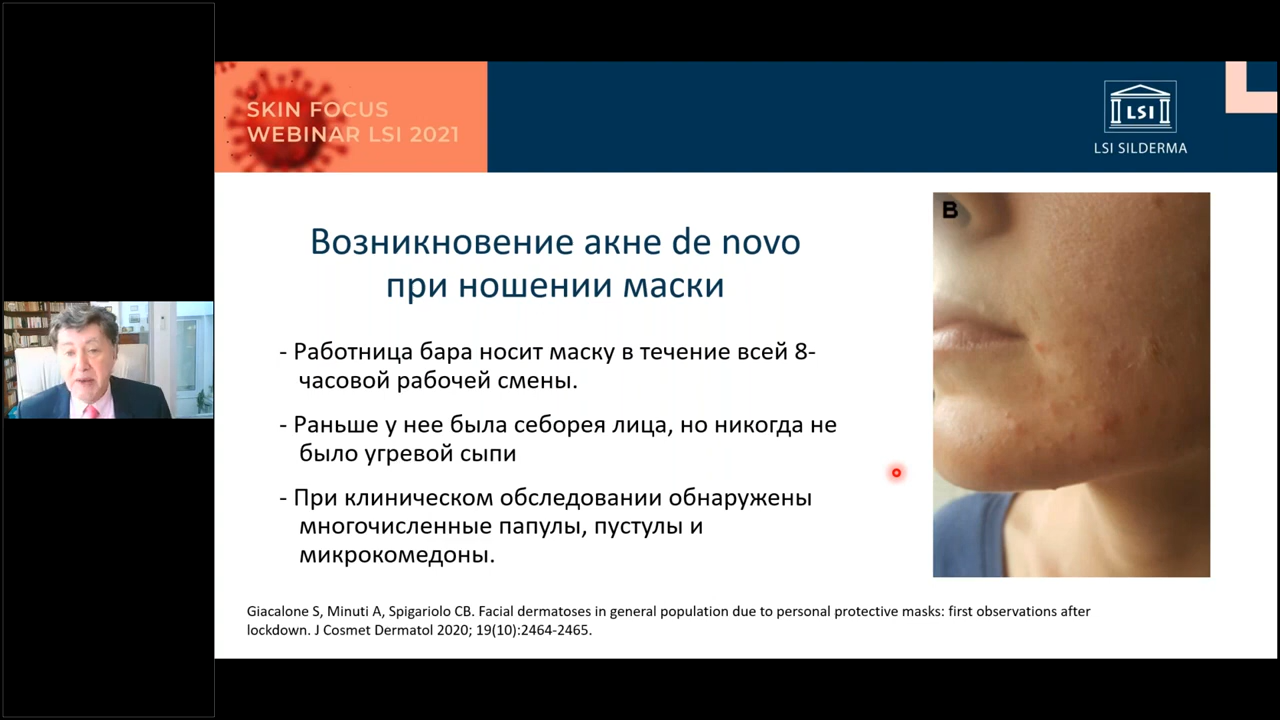 SKIN FOCUS
WEBINAR LSI 2021
LSI
LSI SILDERMA
B
Возникновение акне de novo
при ношении маски
- Работница бара носит маску в течение всей 8-
часовой рабочей смены.
- Раньше у нее была себорея лица, но никогда не
было угревой сыпи
- При клиническом обследовании обнаружены
многочисленные папулы, пустулы и
микрокомедоны.
Giacalone S, Minuti A, Spigariolo CB. Facial dermatoses in general population due to personal protective masks: first observations after
lockdown. J Cosmet Dermatol 2020; 19(10):2464-2465.